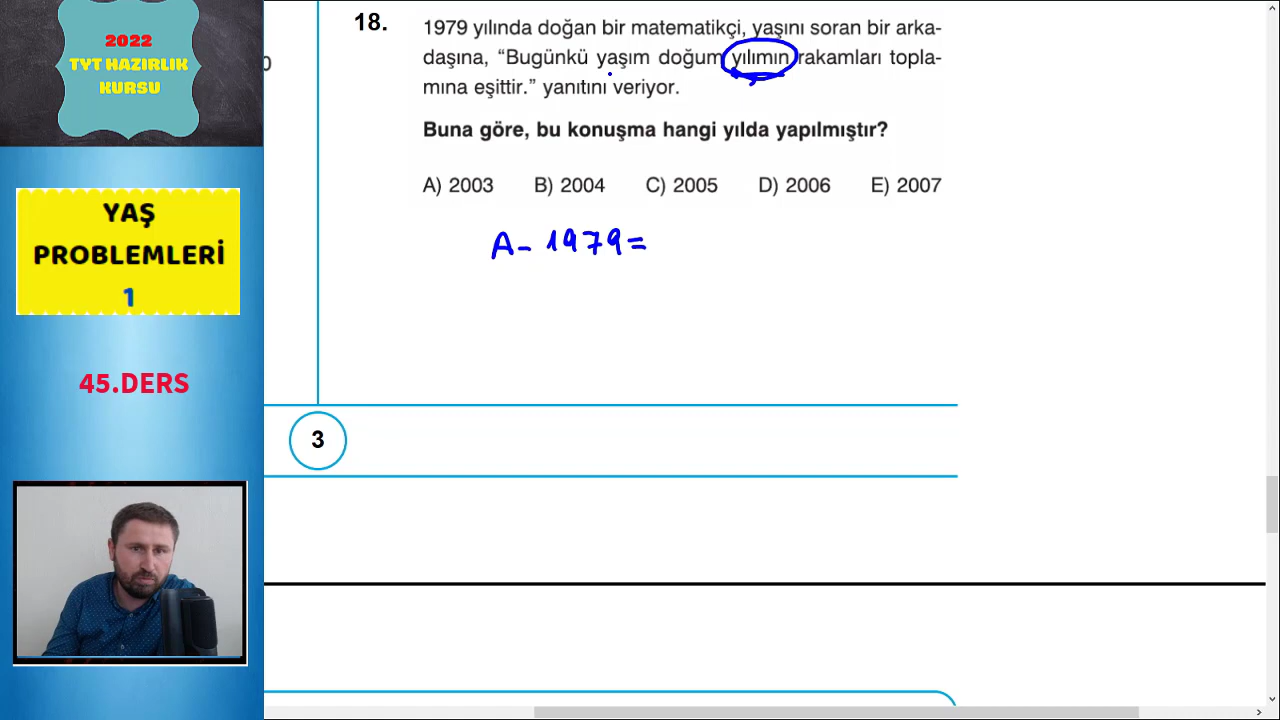 2022
TYT HAZIRLIK
KURSU
YAŞ
PROBLEMLERİ
1
45.DERS
0
18.
1979 yılında doğan bir matematikçi, yaşını soran bir arka-
daşına, “Bugünkü yaşım doğum yılımın rakamları topla-
mına eşittir.” yanıtını veriyor.
Buna göre, bu konuşma hangi yılda yapılmıştır?
A) 2003 B) 2004 C) 2005 D) 2006 E) 2007
A- 1979=
3